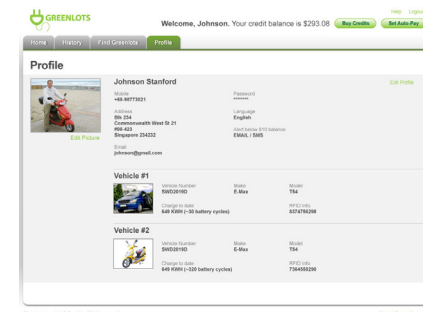 Help Logout
GREENLOTS
Welcome, Johnson. Your credit balance is $293.08 Buy Credits Set Auto-Pay
Home History Find Greenlots Profile
Profile
Johnson Stanford
Edit Profile
Mobile Password
+65-98773021 *******
Address Language
Blk 234 English
Commonwealth West St 21
#08-423 Alert below $10 balance
Singapore 234232 EMAIL / SMS
Edit Picture
Email
johnson@gmail.com
Vehicle #1
Vehicle Number Make Model
SWD2019D E-Max T54
Charge to date RFID info
649 KWH (~30 battery cycles) 8374756298
Vehicle #2
Vehicle Number Make Model
SWD2019D E-Max T54
Charge to date RFID info
649 KWH (~320 battery cycles) 7364559290